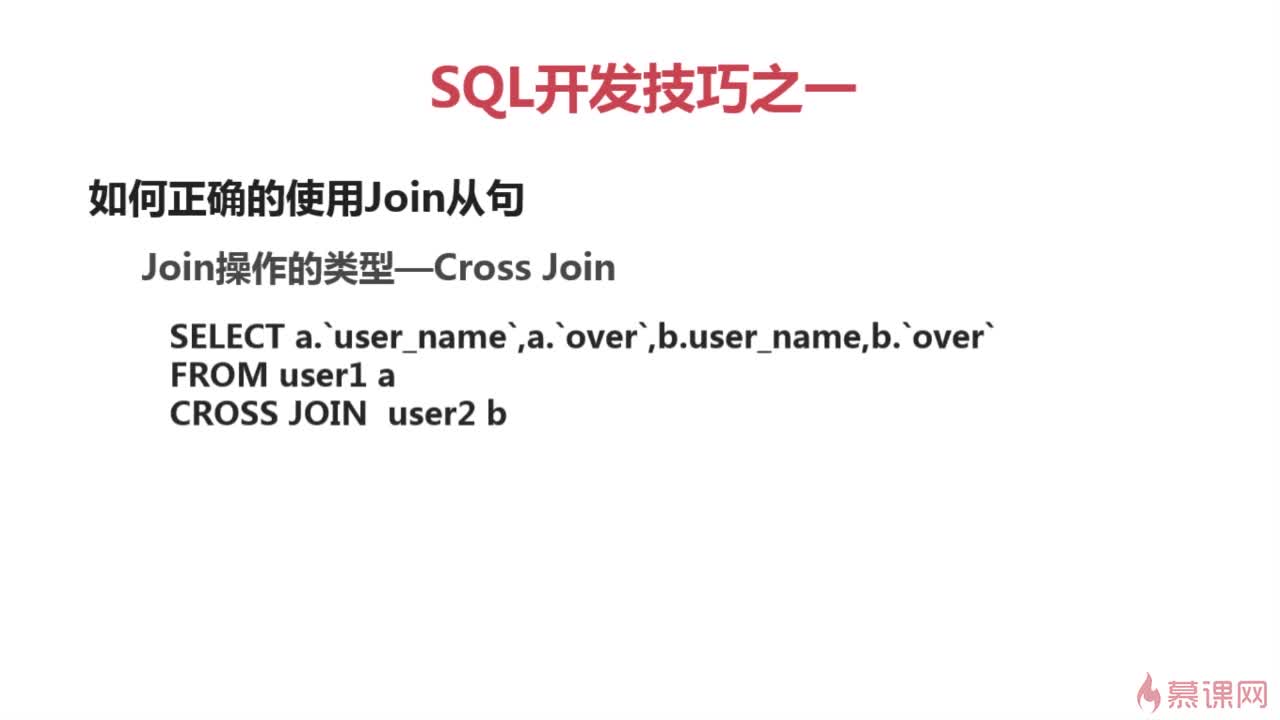 SQL开发技巧之一
如何正确的使用Join从句
Join操作的类型—Cross Join
SELECT a.`user_name`,a.`over`,b.user_name,b.`over`
FROM user1 a
CROSS JOIN  user2 b
慕课网